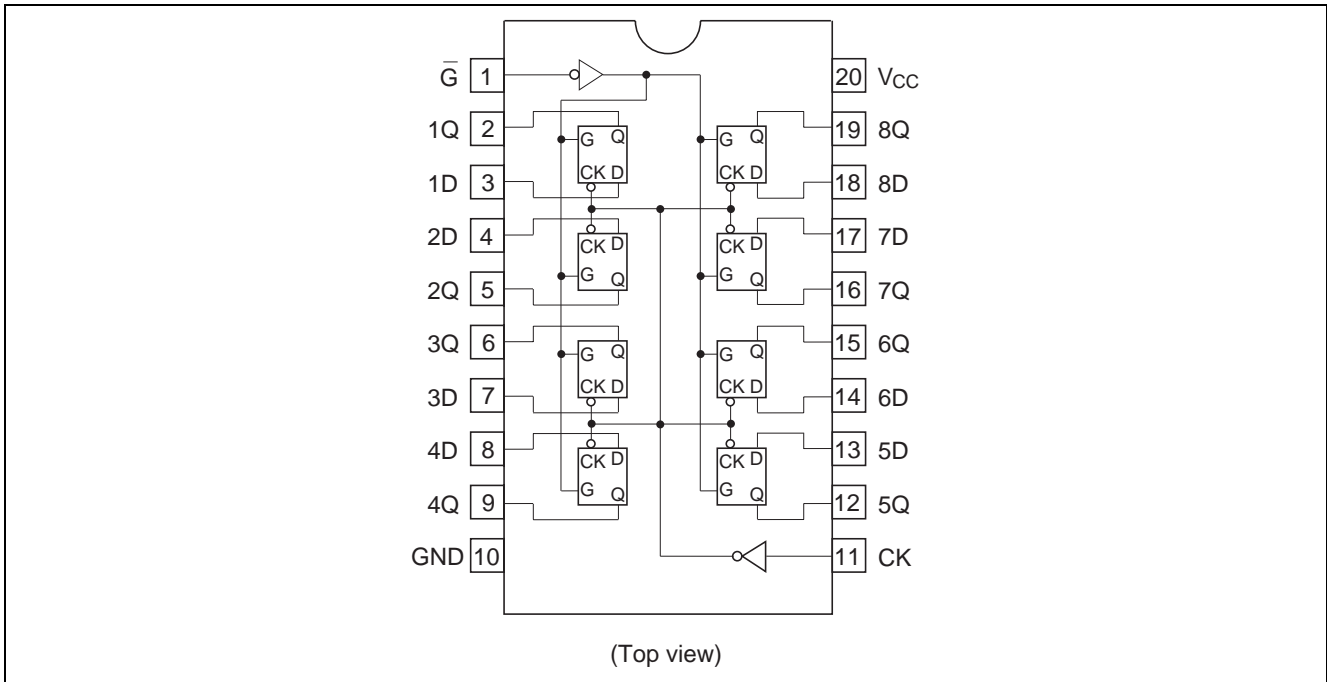 G̅ 1 20 VCC
1Q 2 G Q G Q 19 8Q
1D 3 CK D CK D 18 8D
2D 4 CK D CK D 17 7D
2Q 5 G Q G Q 16 7Q
3Q 6 G Q G Q 15 6Q
3D 7 CK D CK D 14 6D
4D 8 CK D CK D 13 5D
4Q 9 G Q G Q 12 5Q
GND 10 11 CK
(Top view)